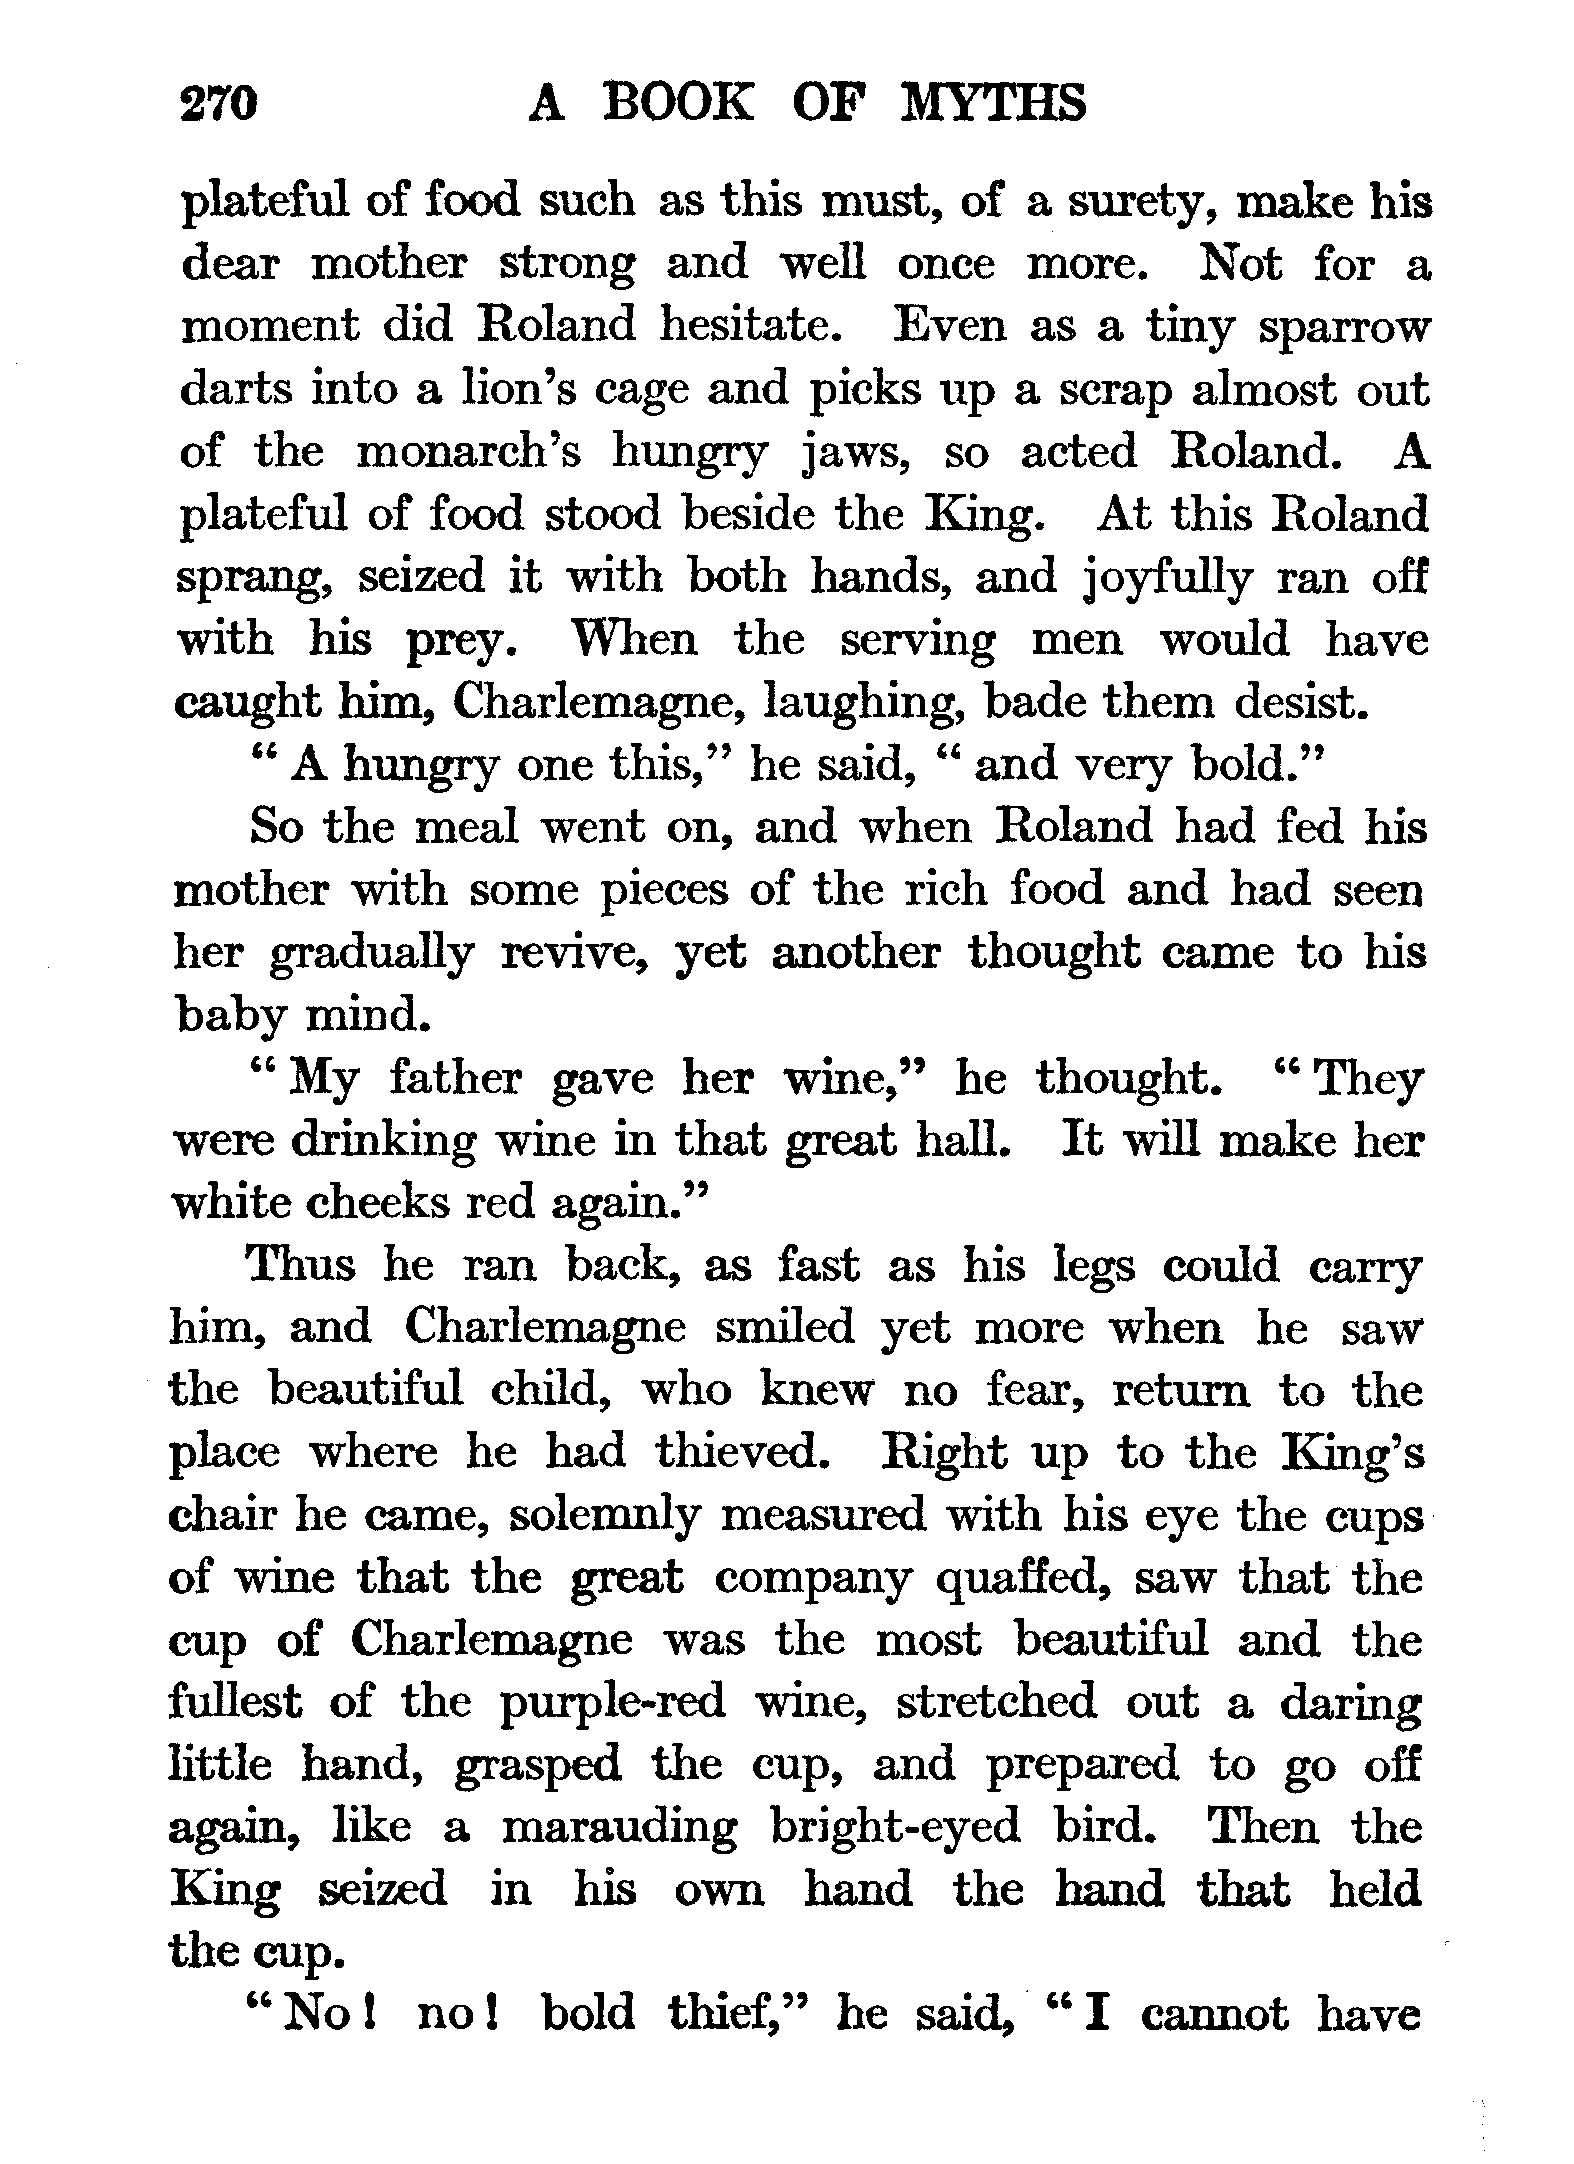 270 A BOOK OF MYTHS
plateful of food such as this must, of a surety, make his
dear mother strong and well once more. Not for a
moment did Roland hesitate. Even as a tiny sparrow
darts into a lion's cage and picks up a scrap almost out
of the monarch's hungry jaws, so acted Roland. A
plateful of food stood beside the King. At this Roland
sprang, seized it with both hands, and joyfully ran off
with his prey. When the serving men would have
caught him, Charlemagne, laughing, bade them desist.
“ A hungry one this,” he said, “ and very bold.”
So the meal went on, and when Roland had fed his
mother with some pieces of the rich food and had seen
her gradually revive, yet another thought came to his
baby mind.
“ My father gave her wine,” he thought. “ They
were drinking wine in that great hall. It will make her
white cheeks red again.”
Thus he ran back, as fast as his legs could carry
him, and Charlemagne smiled yet more when he saw
the beautiful child, who knew no fear, return to the
place where he had thieved. Right up to the King's
chair he came, solemnly measured with his eye the cups
of wine that the great company quaffed, saw that the
cup of Charlemagne was the most beautiful and the
fullest of the purple-red wine, stretched out a daring
little hand, grasped the cup, and prepared to go off
again, like a marauding bright-eyed bird. Then the
King seized in his own hand the hand that held
the cup.
“ No ! no ! bold thief,” he said, “ I cannot have